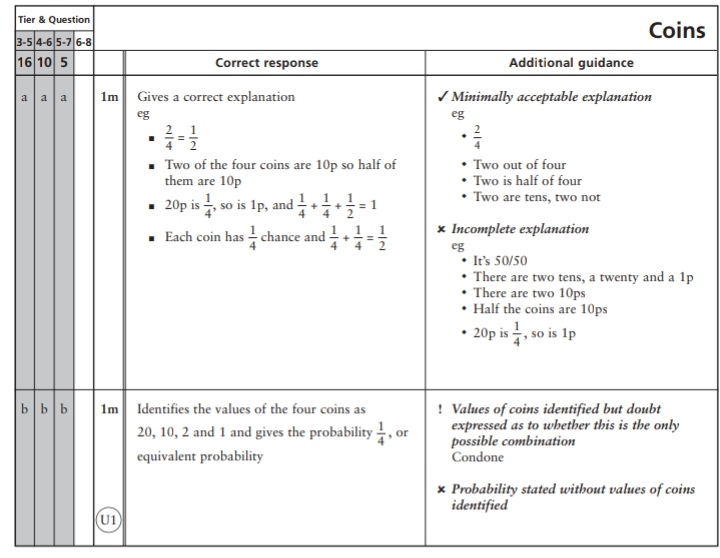 Tier & Question
Coins
3-5 4-6 5-7 6-8
16 10 5
Correct response
Additional guidance
a a a 1m Gives a correct explanation
eg
▪ 2/4 = 1/2
▪ Two of the four coins are 10p so half of
them are 10p
▪ 20p is 1/4, so is 1p, and 1/4 + 1/4 + 1/2 = 1
▪ Each coin has 1/4 chance and 1/4 + 1/4 = 1/2
✓ Minimally acceptable explanation
eg
• 2/4
• Two out of four
• Two is half of four
• Two are tens, two not
× Incomplete explanation
eg
• It's 50/50
• There are two tens, a twenty and a 1p
• There are two 10ps
• Half the coins are 10ps
• 20p is 1/4, so is 1p
b b b 1m Identifies the values of the four coins as
20, 10, 2 and 1 and gives the probability 1/4, or
equivalent probability
U1
! Values of coins identified but doubt
expressed as to whether this is the only
possible combination
Condone
× Probability stated without values of coins
identified